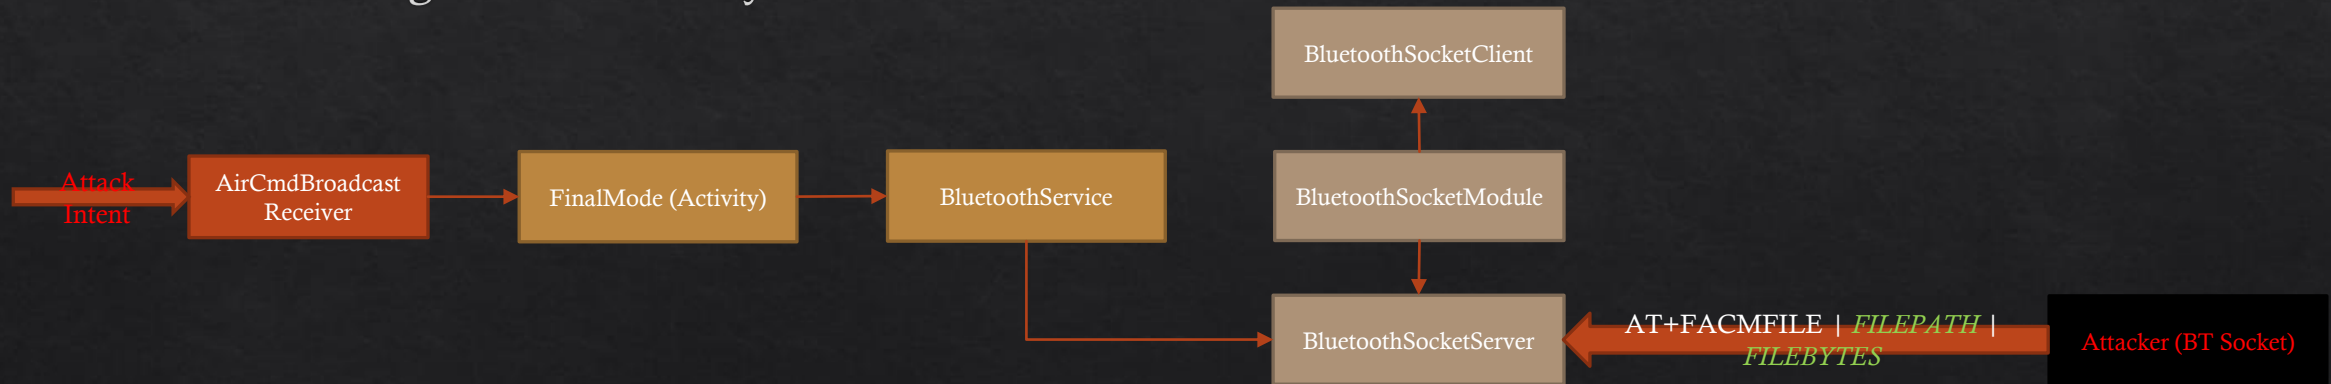 BluetoothSocketClient
Attack
Intent
AirCmdBroadcast
Receiver
FinalMode (Activity)
BluetoothService
BluetoothSocketModule
BluetoothSocketServer
AT+FACMFILE | FILEPATH |
FILEBYTES
Attacker (BT Socket)